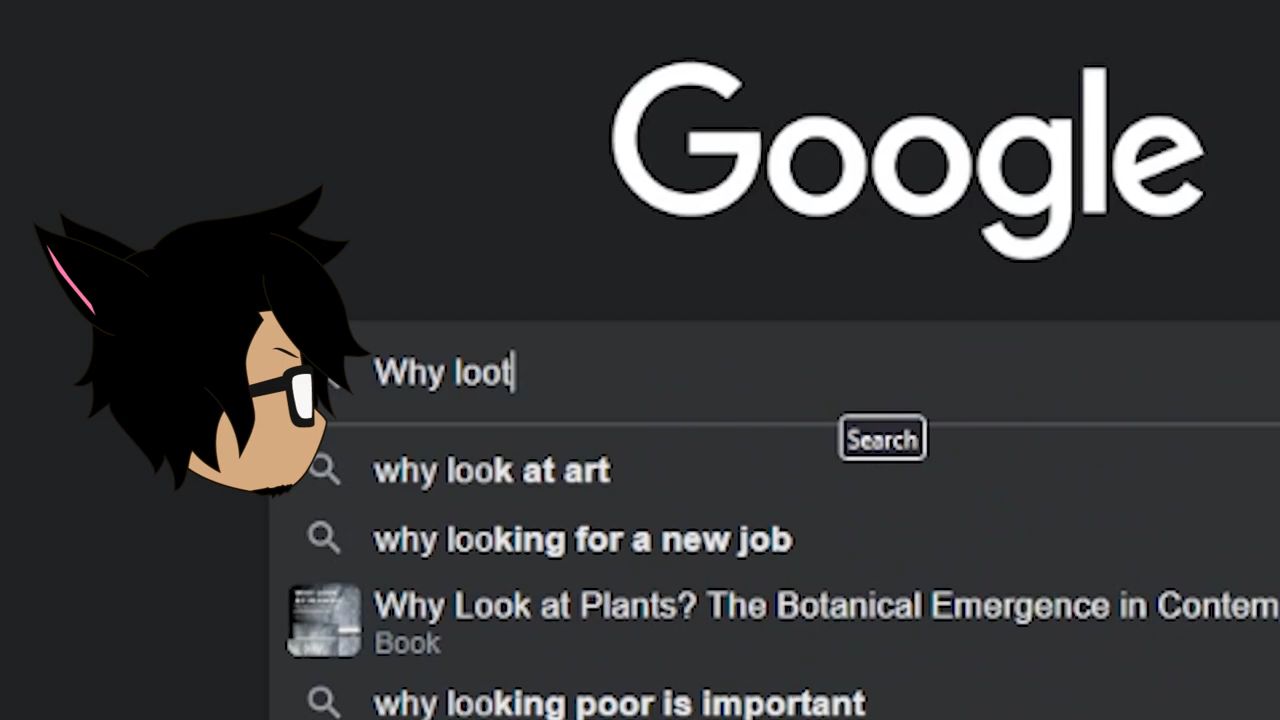 Google
Why loot
Search
why look at art
why looking for a new job
Why Look at Plants? The Botanical Emergence in Contem
Book
why looking poor is important